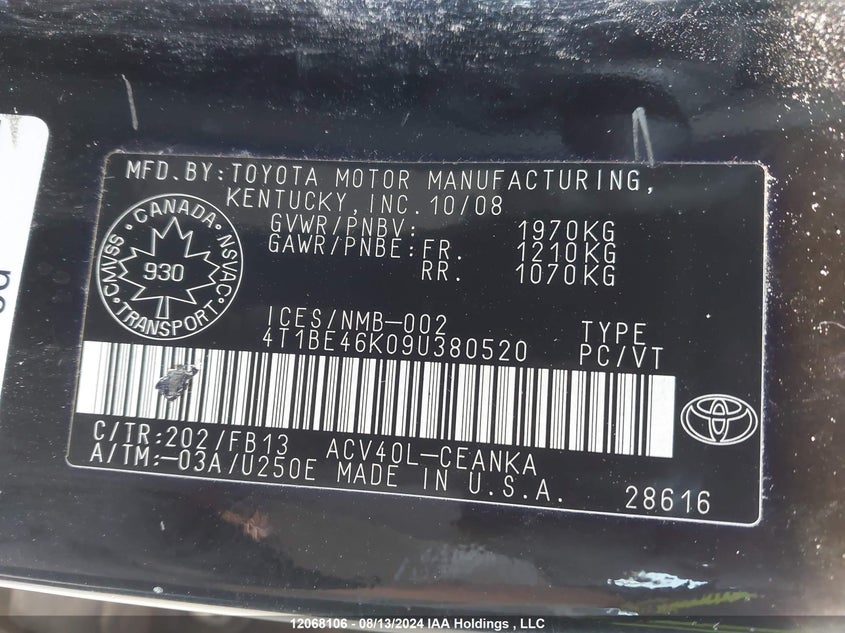 MFD.BY:TOYOTA MOTOR MANUFACTURING,
KENTUCKY,INC. 10/08
GVWR/PNBV: 1970KG
GAWR/PNBE:FR. 1210KG
RR. 1070KG
CANADA
CMVSS NSVAC
930
TRANSPORT
ICES/NMB-002 TYPE
4T1BE46K09U380520 PC/VT
C/TR:202/FB13 ACV40L-CEANKA
A/TM:-03A/U250E MADE IN U.S.A.
28616
12068106 - 08/13/2024 IAA Holdings , LLC